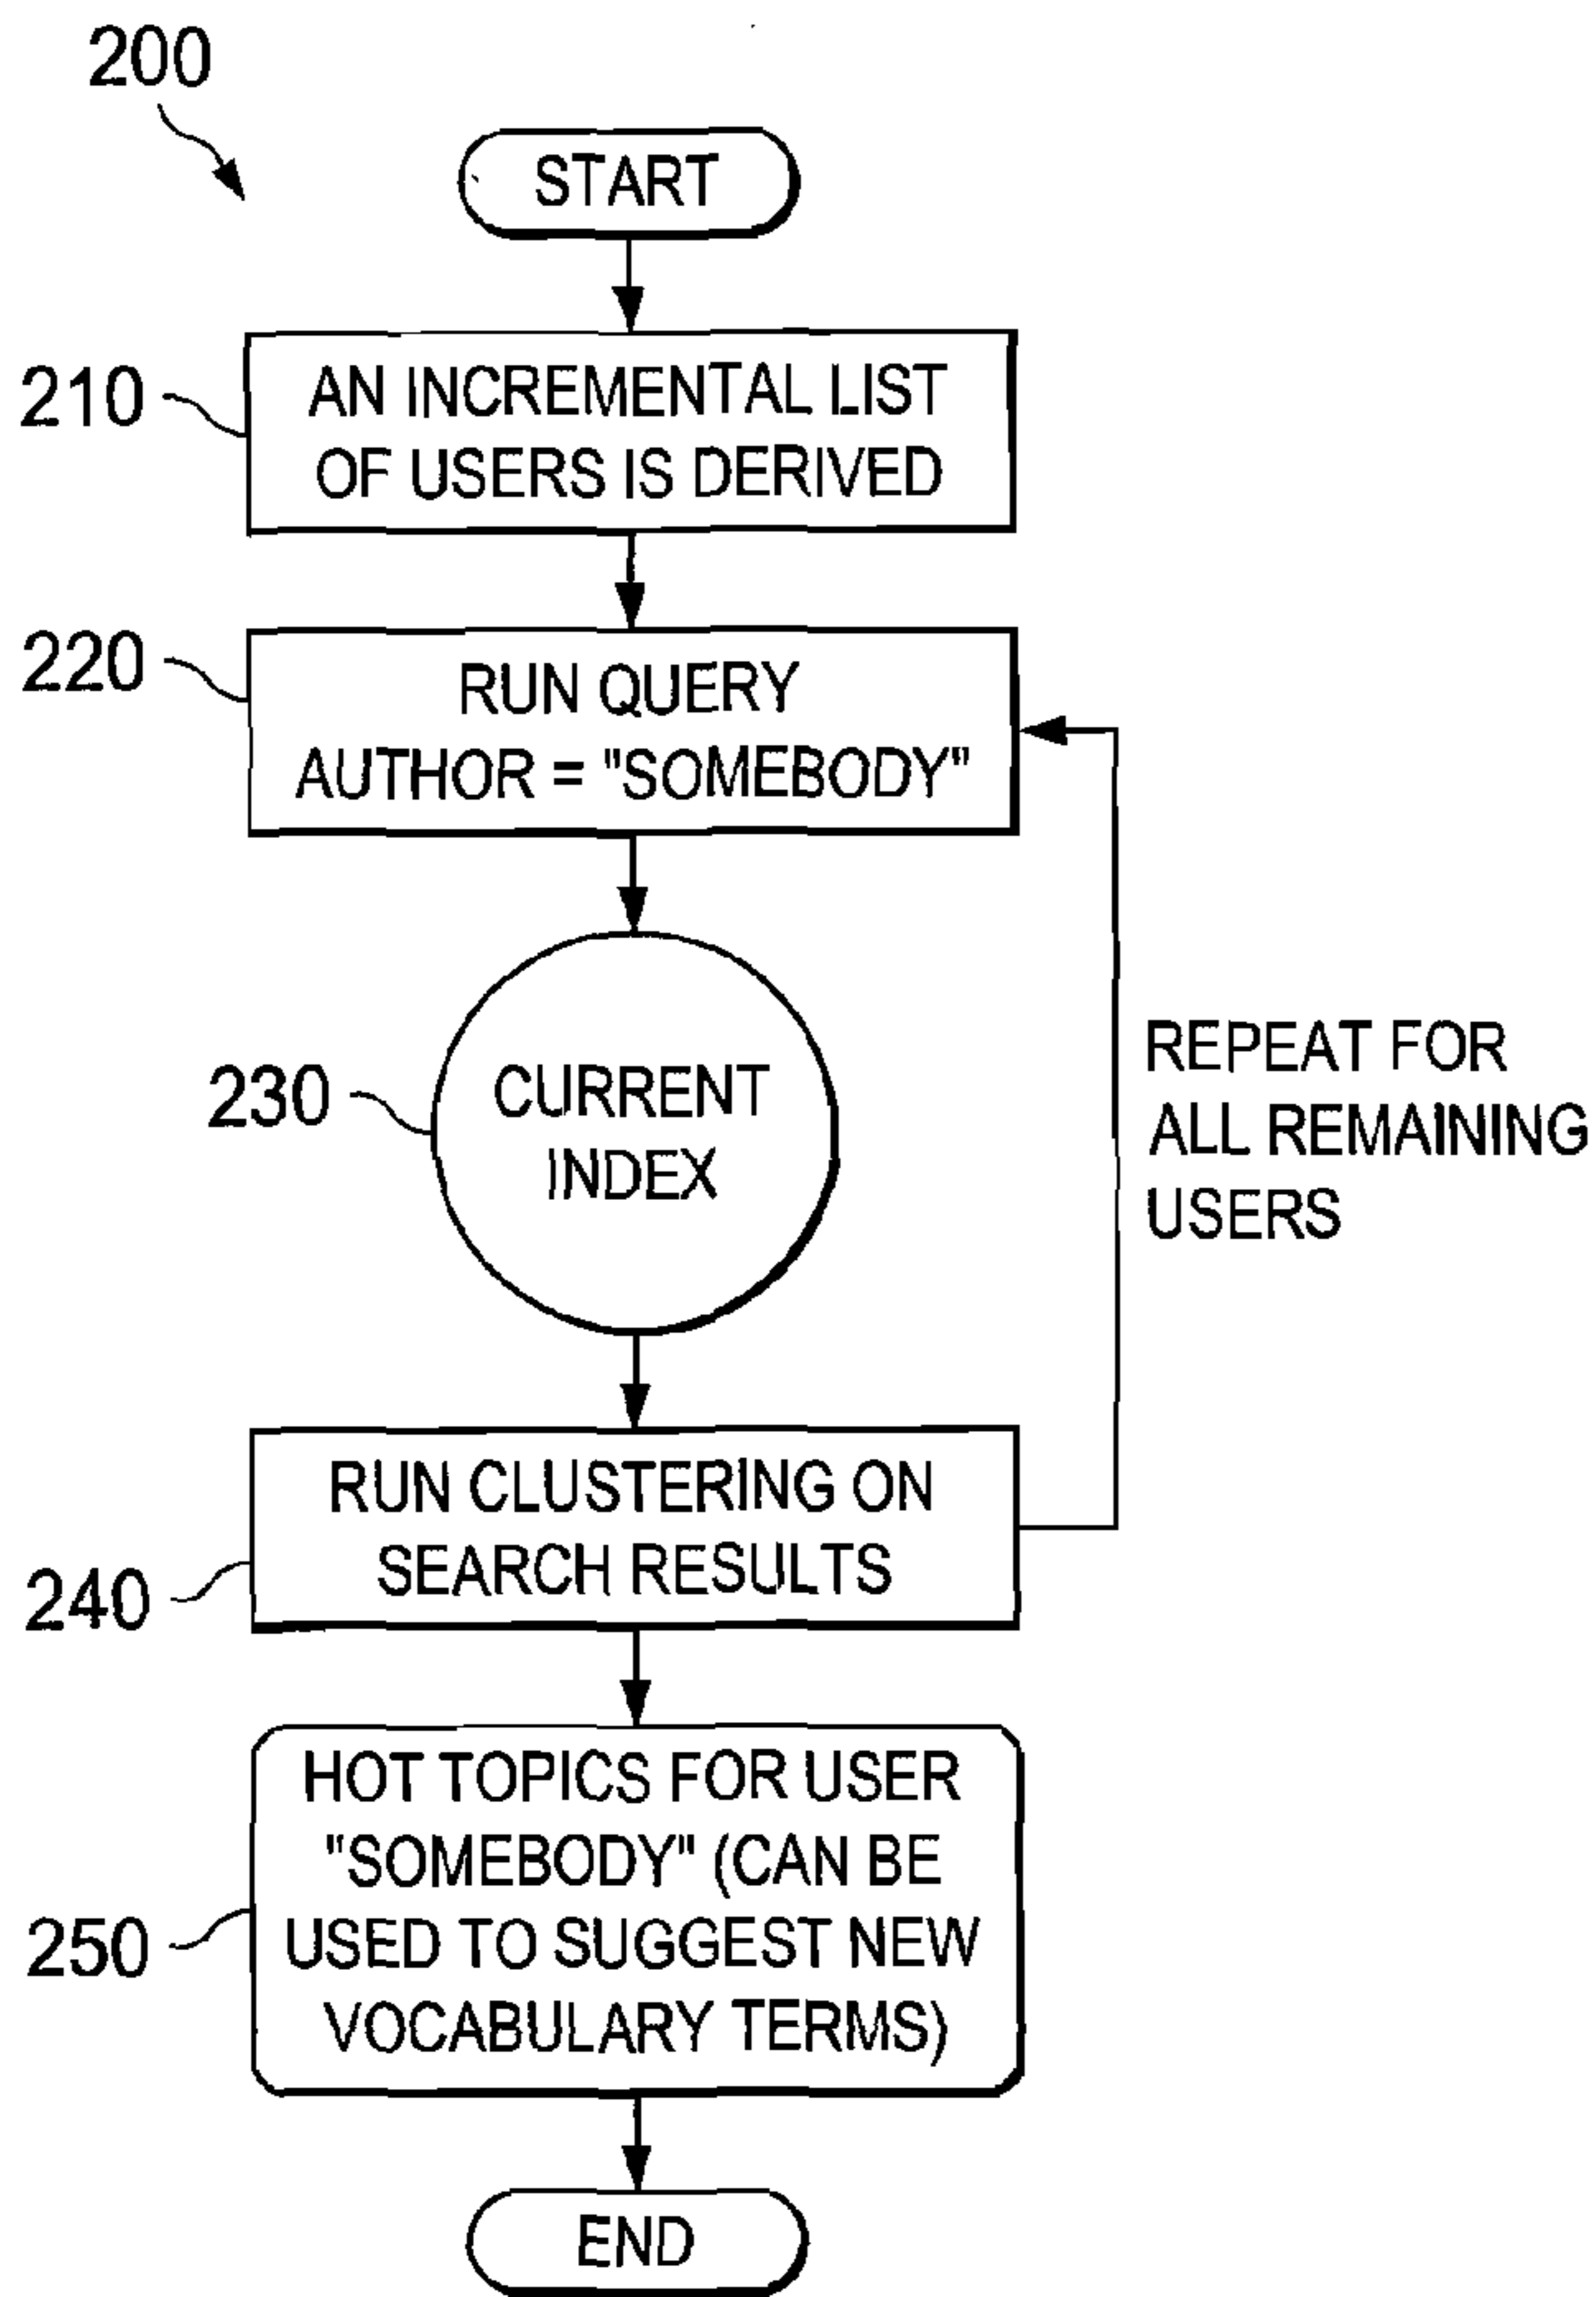 200
START
210
AN INCREMENTAL LIST
OF USERS IS DERIVED
220
RUN QUERY
AUTHOR = "SOMEBODY"
230
CURRENT
INDEX
REPEAT FOR
ALL REMAINING
USERS
240
RUN CLUSTERING ON
SEARCH RESULTS
250
HOT TOPICS FOR USER
"SOMEBODY" (CAN BE
USED TO SUGGEST NEW
VOCABULARY TERMS)
END